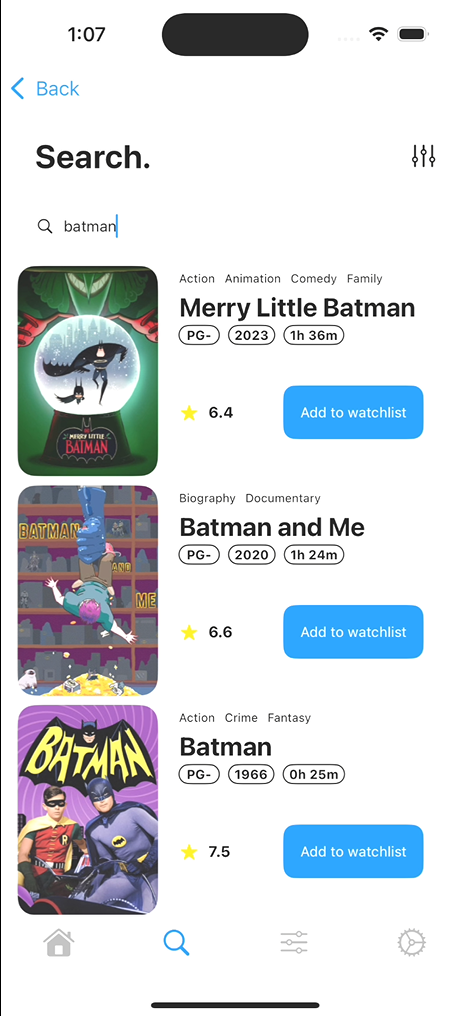 1:07
Back
Search.
batman
Action Animation Comedy Family
Merry Little Batman
PG- 2023 1h 36m
6.4 Add to watchlist
MERRY LITTLE
BATMAN
Biography Documentary
Batman and Me
PG- 2020 1h 24m
6.6 Add to watchlist
BATMAN
AND
ME
Action Crime Fantasy
Batman
PG- 1966 0h 25m
7.5 Add to watchlist
BATMAN
R